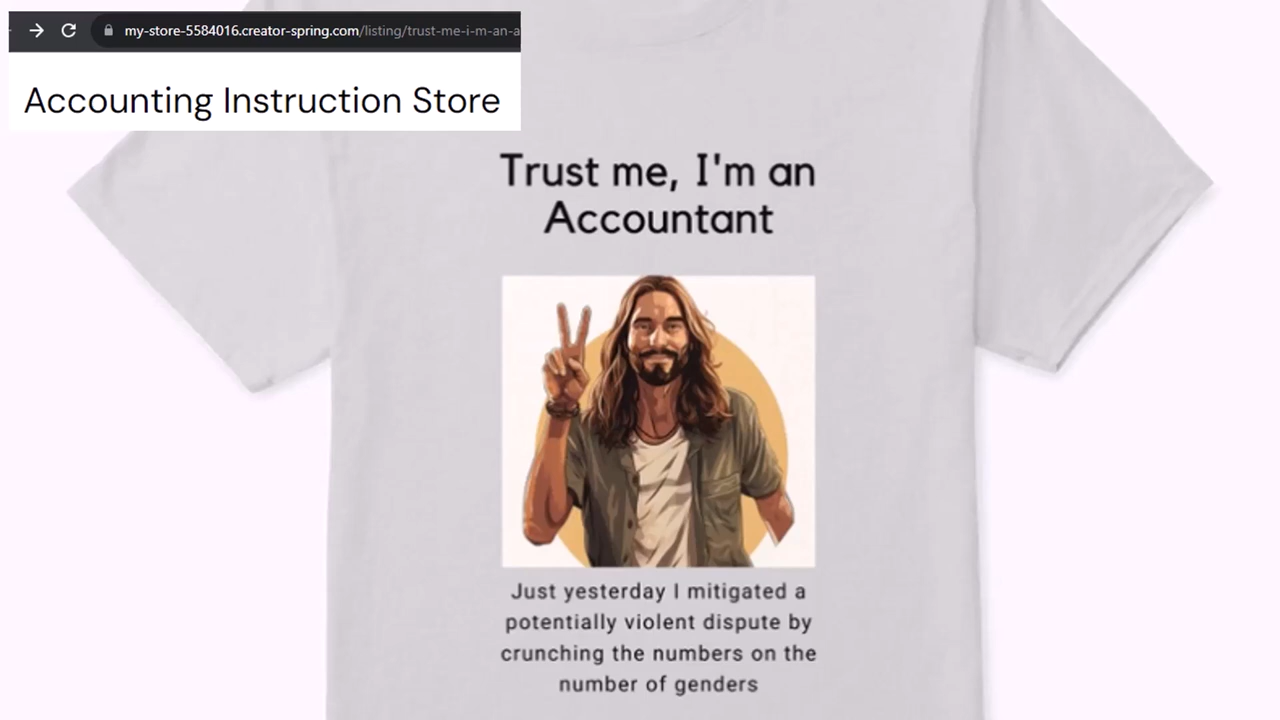 my-store-5584016.creator-spring.com/listing/trust-me-i-m-an-a
Accounting Instruction Store
Trust me, I'm an
Accountant
Just yesterday I mitigated a
potentially violent dispute by
crunching the numbers on the
number of genders